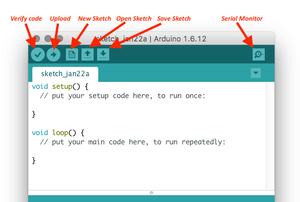 Verify code Upload New Sketch Open Sketch Save Sketch Serial Monitor
sketch_jan22a | Arduino 1.6.12
sketch_jan22a
void setup() {
// put your setup code here, to run once:
}
void loop() {
// put your main code here, to run repeatedly:
}